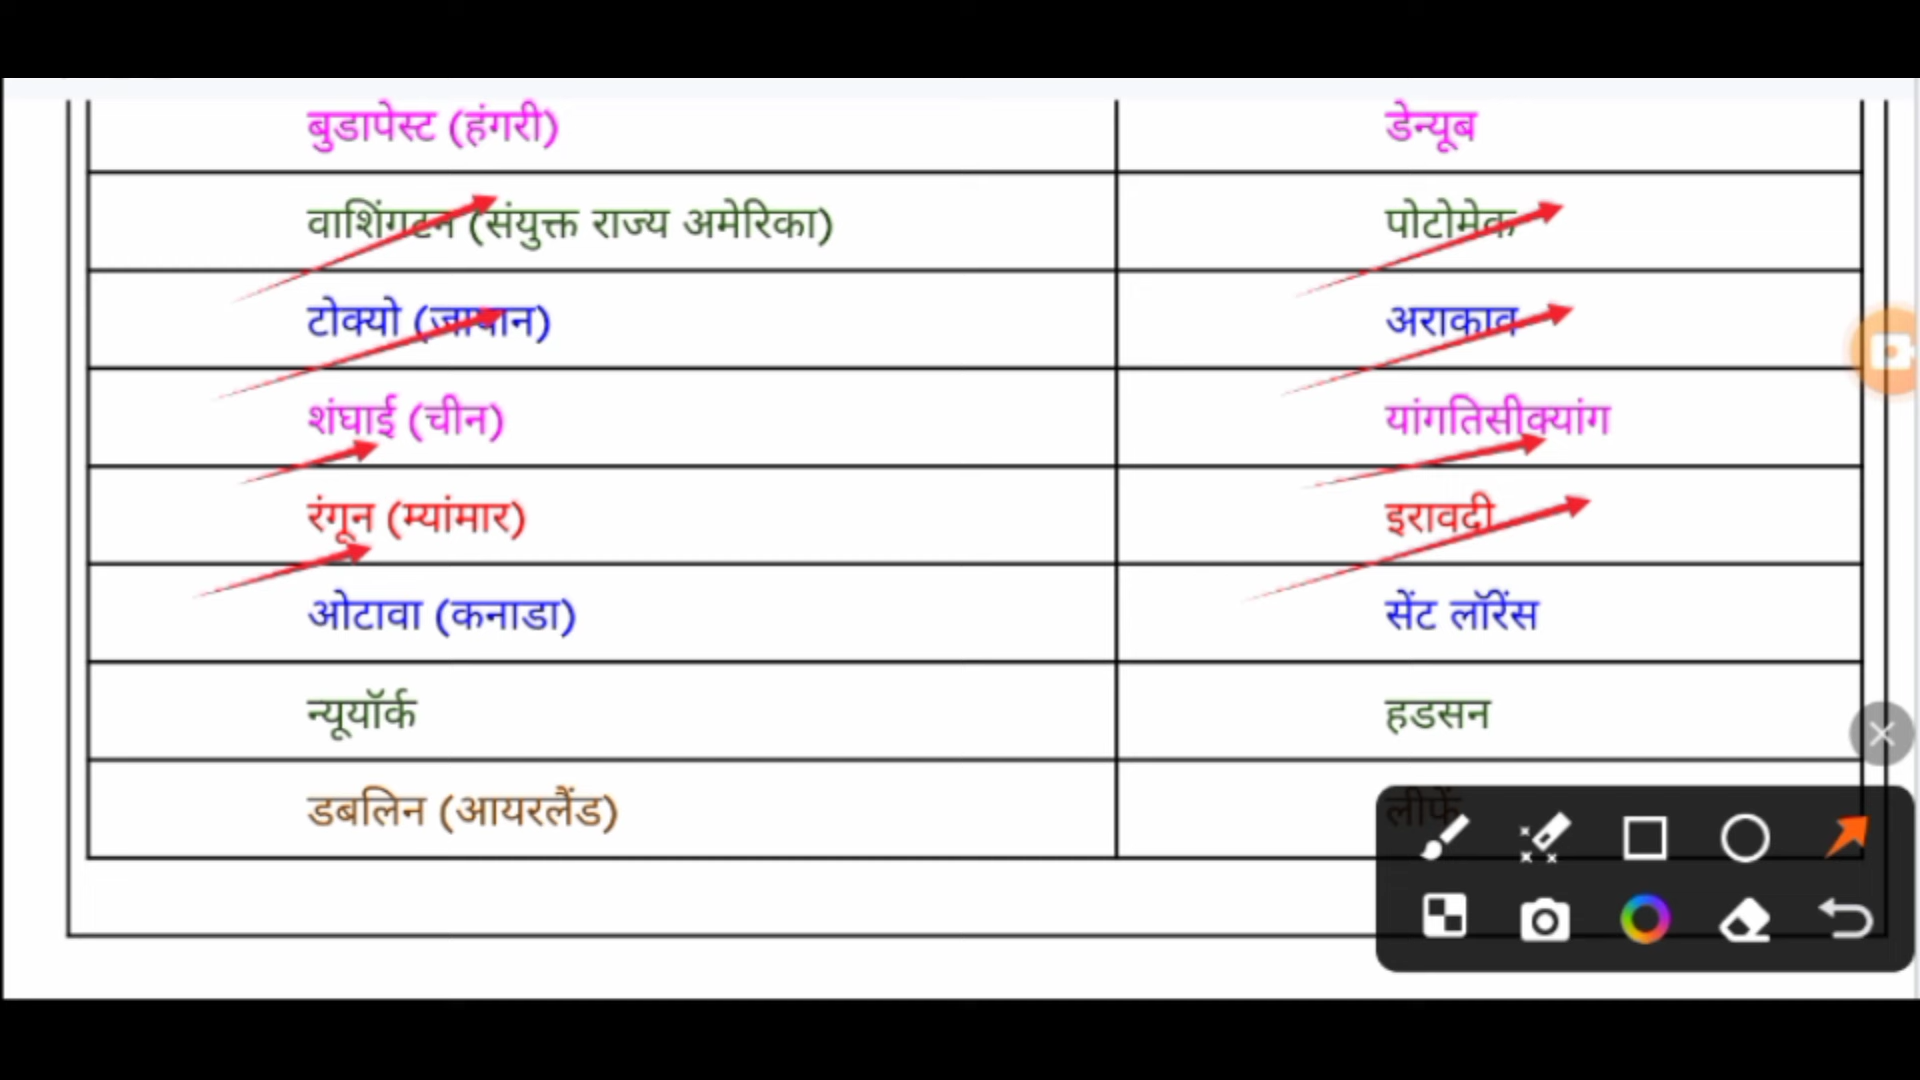 बुडापेस्ट (हंगरी) डेन्यूब
वाशिंगटन (संयुक्त राज्य अमेरिका) पोटोमेक
टोक्यो (जापान) अराकाव
शंघाई (चीन) यांगतिसीक्यांग
रंगून (म्यांमार) इरावदी
ओटावा (कनाडा) सेंट लॉरेंस
न्यूयॉर्क हडसन
डबलिन (आयरलैंड)